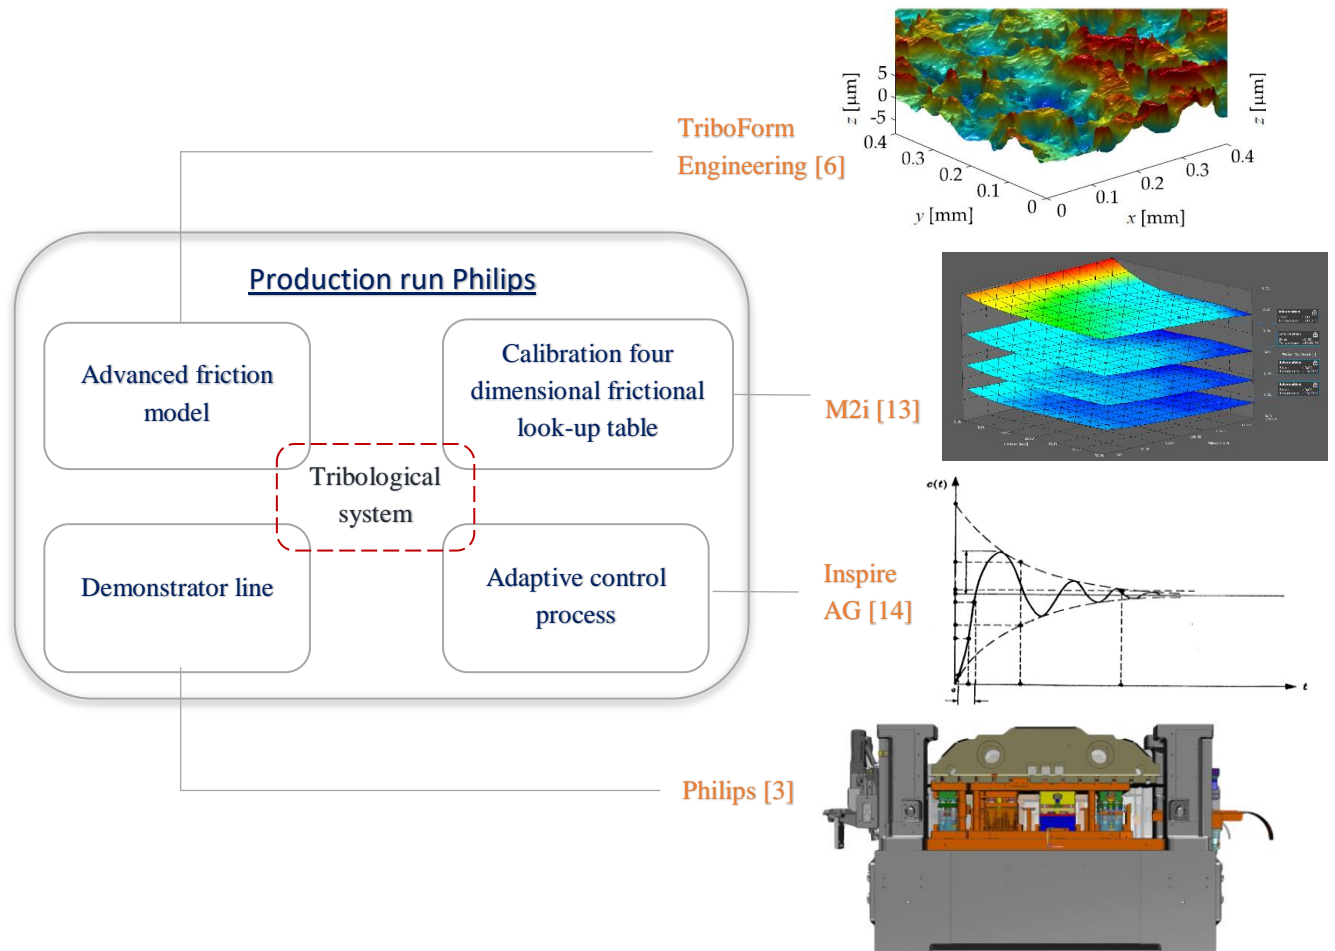 5
0
-5
z [µm]
z [µm]
0.4
0.3
0.2
0.1
0
0
0.1
0.2
0.3
0.4
y [mm]
x [mm]
TriboForm
Engineering [6]
Production run Philips
Advanced friction
model
Calibration four
dimensional frictional
look-up table
M2i [13]
Tribological
system
Demonstrator line
Adaptive control
process
Inspire
AG [14]
c(t)
0
t
Philips [3]